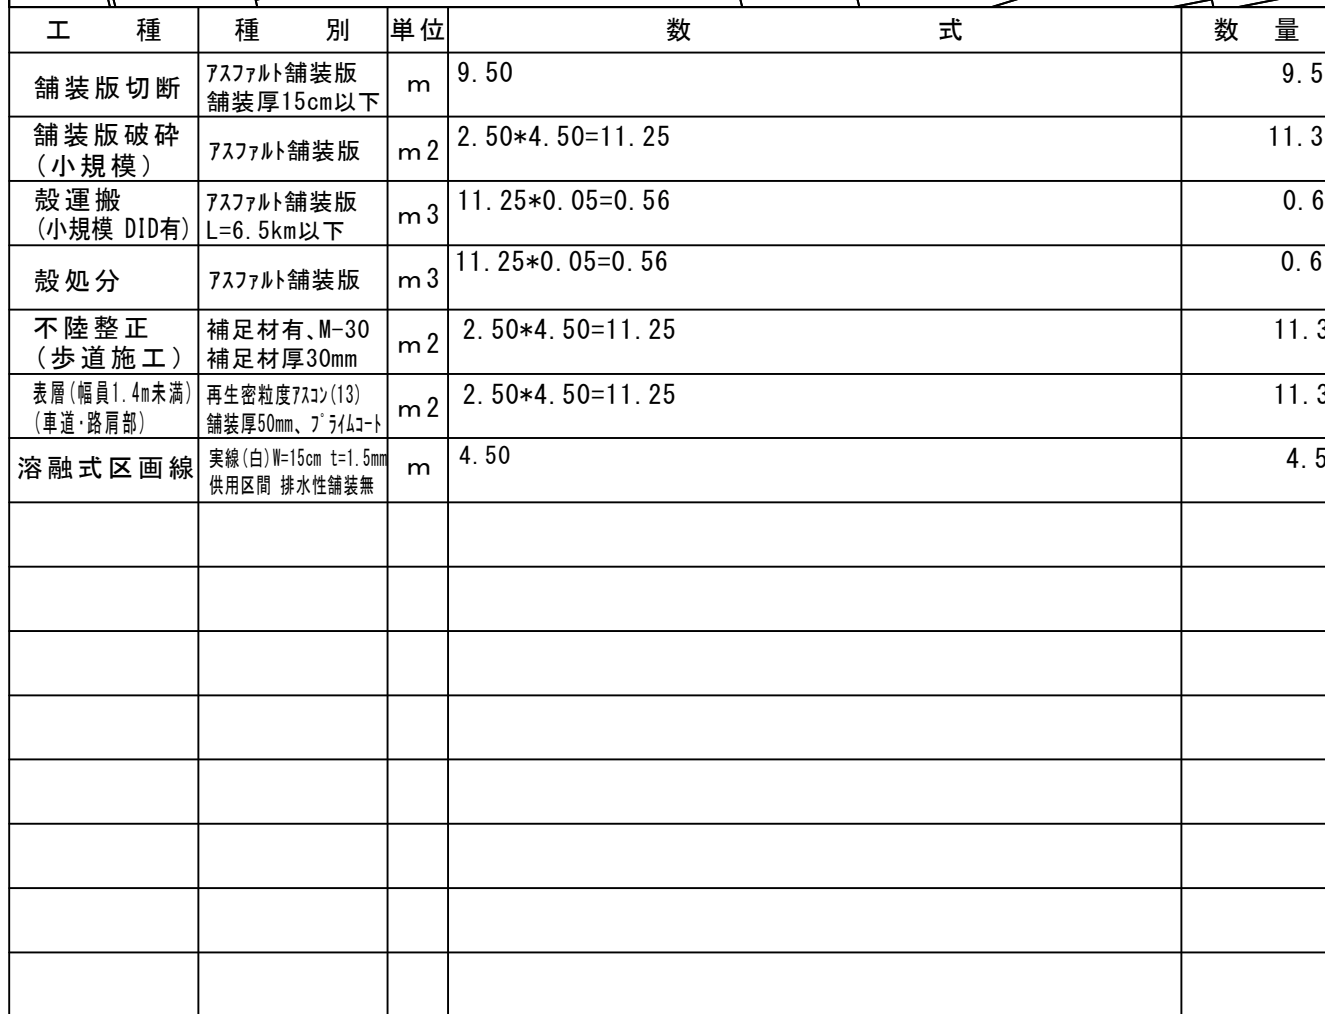 工種 種別 単位 数式 数量
舗装版切断 ｱｽﾌｧﾙﾄ舗装版 m 9.50 9.5
舗装厚15cm以下
舗装版破砕 ｱｽﾌｧﾙﾄ舗装版 m2 2.50*4.50=11.25 11.3
(小規模)
殻運搬 ｱｽﾌｧﾙﾄ舗装版 m3 11.25*0.05=0.56 0.6
(小規模 DID有) L=6.5km以下
殻処分 ｱｽﾌｧﾙﾄ舗装版 m3 11.25*0.05=0.56 0.6
不陸整正 補足材有、M-30 m2 2.50*4.50=11.25 11.3
(歩道施工) 補足材厚30mm
表層(幅員1.4m未満) 再生密粒度ｱｽｺﾝ(13) m2 2.50*4.50=11.25 11.3
(車道･路肩部) 舗装厚50mm、ﾌﾟﾗｲﾑｺｰﾄ
溶融式区画線 実線(白)W=15cm t=1.5mm m 4.50 4.5
供用区間 排水性舗装無